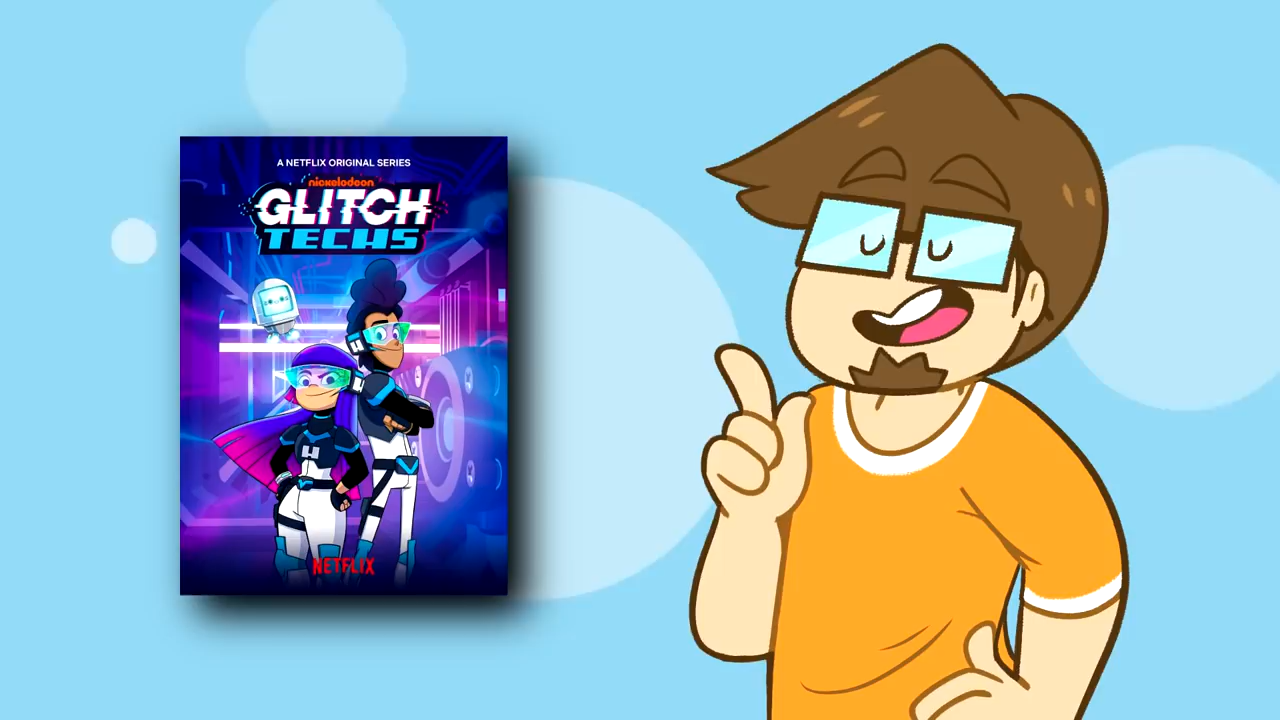 A NETFLIX ORIGINAL SERIES
nickelodeon
GLITCH
TECHS
NETFLIX